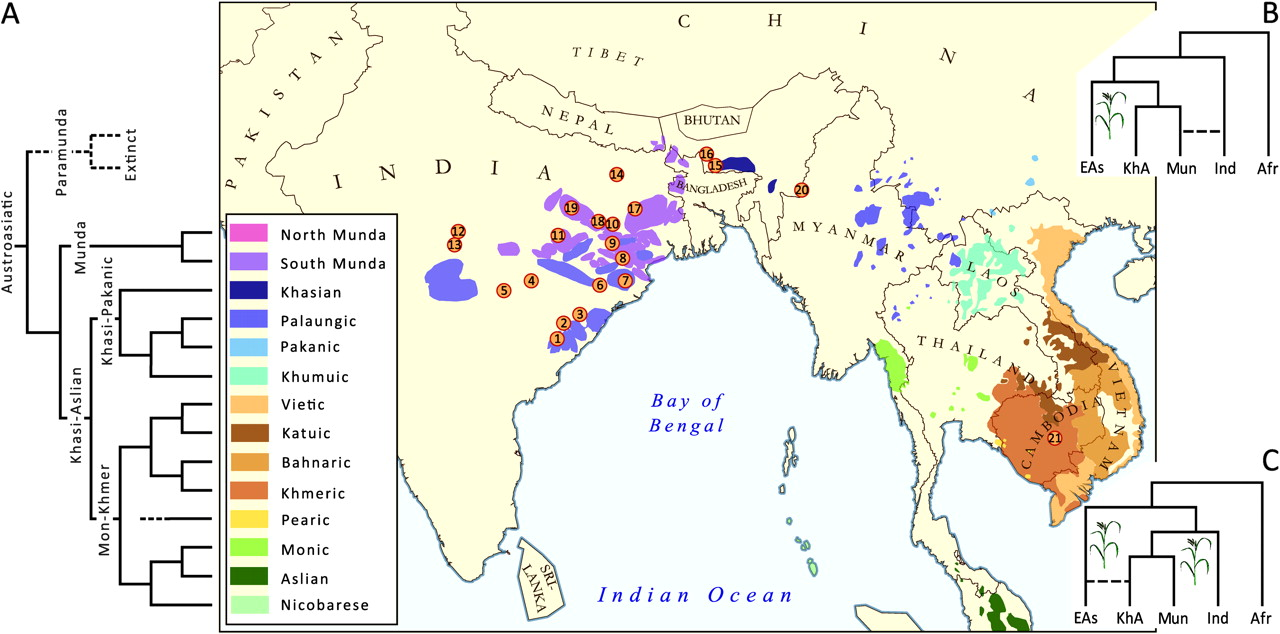 A
Austroasiatic
Paramunda
Extinct
Munda
Khasi-Aslian
Khasi-Pakanic
Mon-Khmer
North Munda
South Munda
Khasian
Palaungic
Pakanic
Khumuic
Vietic
Katuic
Bahnaric
Khmeric
Pearic
Monic
Aslian
Nicobarese
PAKISTAN
INDIA
TIBET
CHINA
NEPAL
BHUTAN
BANGLADESH
MYANMAR
LAOS
THAILAND
CAMBODIA
VIETNAM
SRI-
LANKA
Bay of
Bengal
Indian Ocean
1
2
3
4
5
6
7
8
9
10
11
12
13
14
15
16
17
18
19
20
21
B
EAs KhA Mun Ind Afr
C
EAs KhA Mun Ind Afr